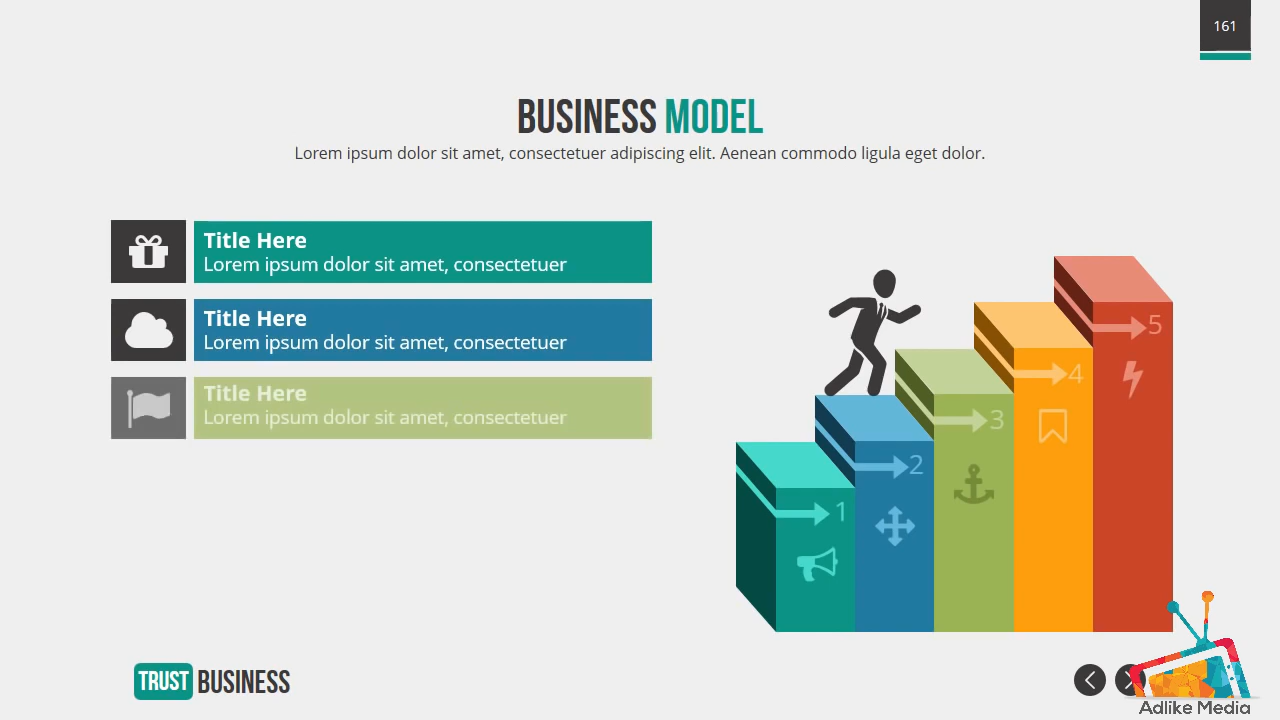 161
BUSINESS MODEL
Lorem ipsum dolor sit amet, consectetuer adipiscing elit. Aenean commodo ligula eget dolor.
Title Here
Lorem ipsum dolor sit amet, consectetuer
Title Here
Lorem ipsum dolor sit amet, consectetuer
Title Here
Lorem ipsum dolor sit amet, consectetuer
5
4
3
2
1
TRUST BUSINESS
Adlike Media